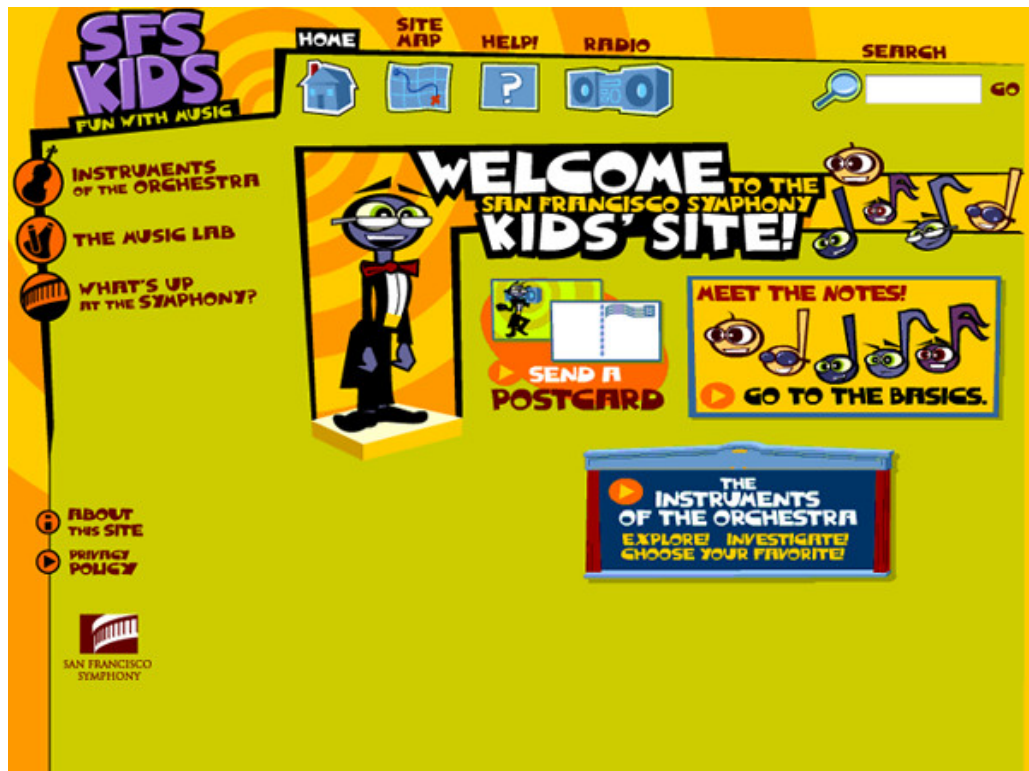 SFS
KIDS
FUN WITH MUSIC
HOME
SITE
MAP
HELP!
RADIO
SEARCH
GO
INSTRUMENTS
OF THE ORCHESTRA
THE MUSIC LAB
WHAT'S UP
AT THE SYMPHONY?
WELCOME
TO THE
SAN FRANCISCO SYMPHONY
KIDS' SITE!
SEND A
POSTCARD
MEET THE NOTES!
GO TO THE BASICS.
THE
INSTRUMENTS
OF THE ORCHESTRA
EXPLORE! INVESTIGATE!
CHOOSE YOUR FAVORITE!
ABOUT
THIS SITE
PRIVACY
POLICY
SAN FRANCISCO
SYMPHONY